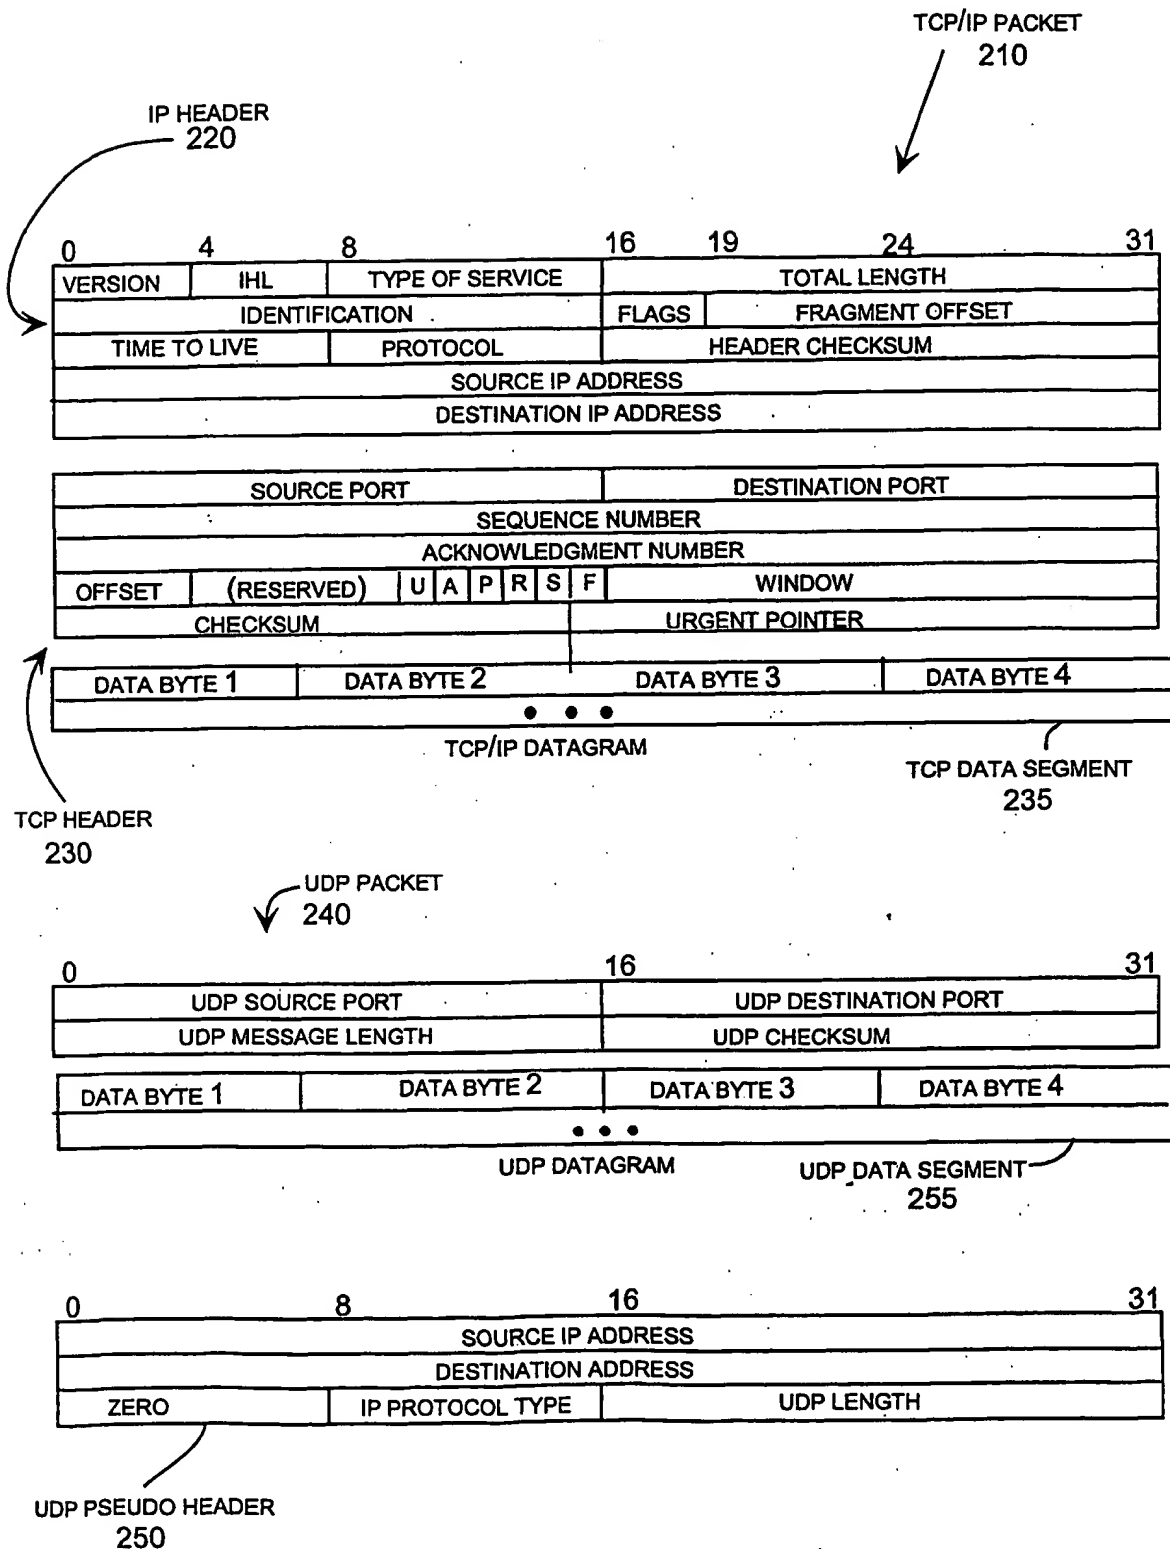 TCP/IP PACKET
210
IP HEADER
220
0 4 8 16 19 24 31
VERSION IHL TYPE OF SERVICE TOTAL LENGTH
IDENTIFICATION FLAGS FRAGMENT OFFSET
TIME TO LIVE PROTOCOL HEADER CHECKSUM
SOURCE IP ADDRESS
DESTINATION IP ADDRESS
SOURCE PORT DESTINATION PORT
SEQUENCE NUMBER
ACKNOWLEDGMENT NUMBER
OFFSET (RESERVED) U A P R S F WINDOW
CHECKSUM URGENT POINTER
DATA BYTE 1 DATA BYTE 2 DATA BYTE 3 DATA BYTE 4
• • •
TCP/IP DATAGRAM
TCP DATA SEGMENT
235
TCP HEADER
230
UDP PACKET
240
0 16 31
UDP SOURCE PORT UDP DESTINATION PORT
UDP MESSAGE LENGTH UDP CHECKSUM
DATA BYTE 1 DATA BYTE 2 DATA BYTE 3 DATA BYTE 4
• • •
UDP DATAGRAM
UDP DATA SEGMENT
255
0 8 16 31
SOURCE IP ADDRESS
DESTINATION ADDRESS
ZERO IP PROTOCOL TYPE UDP LENGTH
UDP PSEUDO HEADER
250